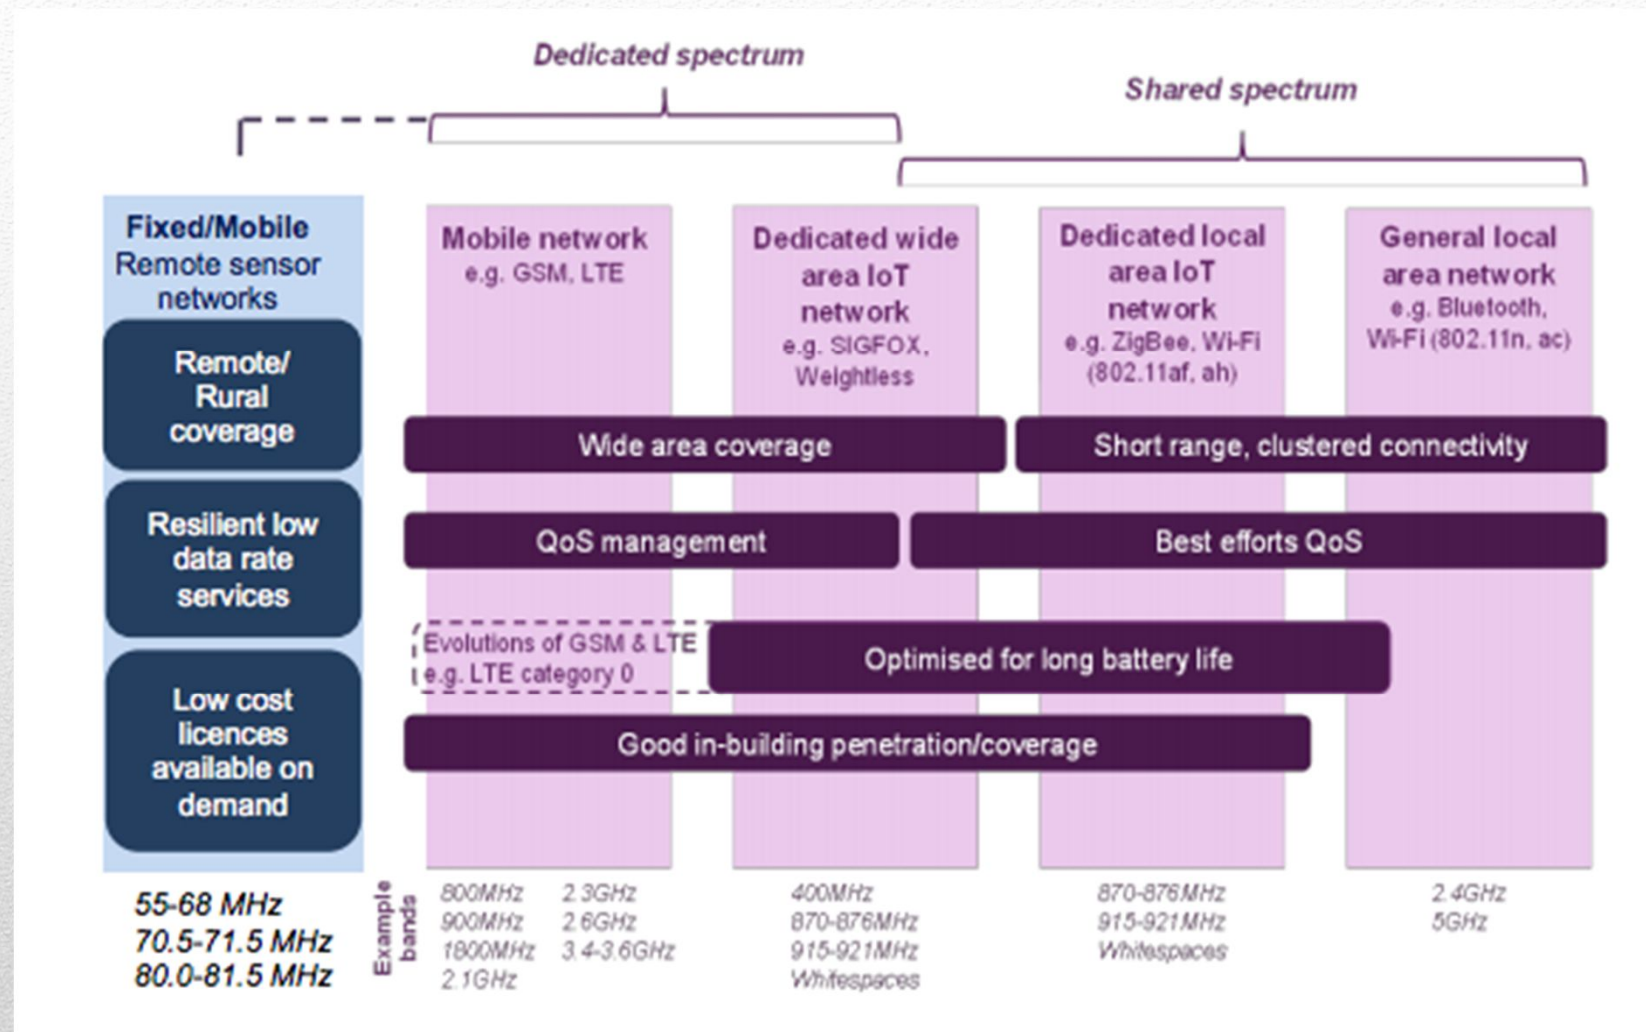 Dedicated spectrum
Shared spectrum
Fixed/Mobile
Remote sensor
networks
Remote/
Rural
coverage
Resilient low
data rate
services
Low cost
licences
available on
demand
55-68 MHz
70.5-71.5 MHz
80.0-81.5 MHz
Mobile network
e.g. GSM, LTE
Dedicated wide
area IoT
network
e.g. SIGFOX,
Weightless
Dedicated local
area IoT
network
e.g. ZigBee, Wi-Fi
(802.11af, ah)
General local
area network
e.g. Bluetooth,
Wi-Fi (802.11n, ac)
Wide area coverage
Short range, clustered connectivity
QoS management
Best efforts QoS
Evolutions of GSM & LTE
e.g. LTE category 0
Optimised for long battery life
Good in-building penetration/coverage
Example
bands
800MHz
900MHz
1800MHz
2.1GHz
2.3GHz
2.6GHz
3.4-3.6GHz
400MHz
870-876MHz
915-921MHz
Whitespaces
870-876MHz
915-921MHz
Whitespaces
2.4GHz
5GHz